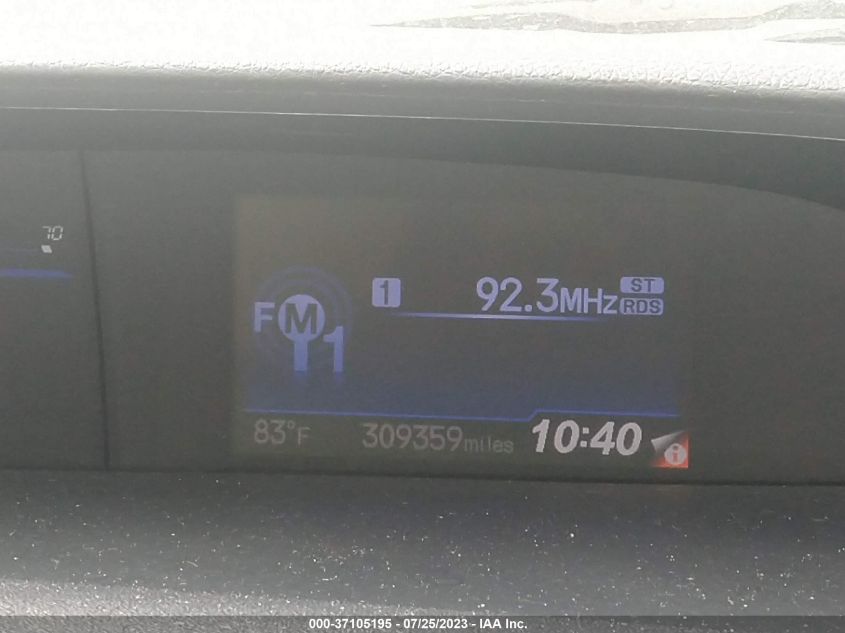 70
1 92.3MHz ST
RDS
FM1
83°F 309359miles 10:40 i
000-37105195 - 07/25/2023 - IAA Inc.